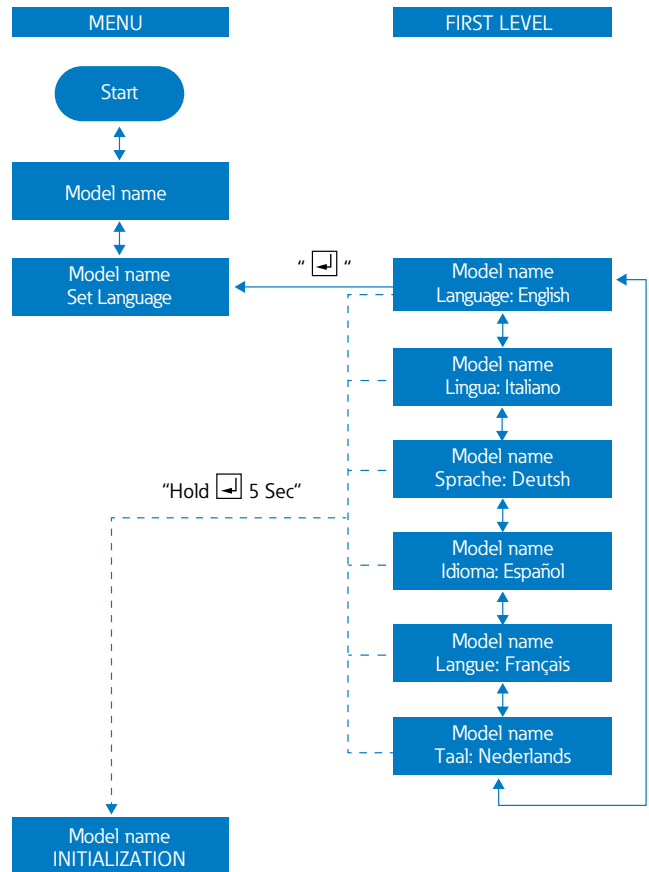 MENU
FIRST LEVEL
Start
Model name
Model name
Set Language
" ↵ "
Model name
Language: English
Model name
Lingua: Italiano
Model name
Sprache: Deutsh
"Hold ↵ 5 Sec"
Model name
Idioma: Español
Model name
Langue: Français
Model name
Taal: Nederlands
Model name
INITIALIZATION